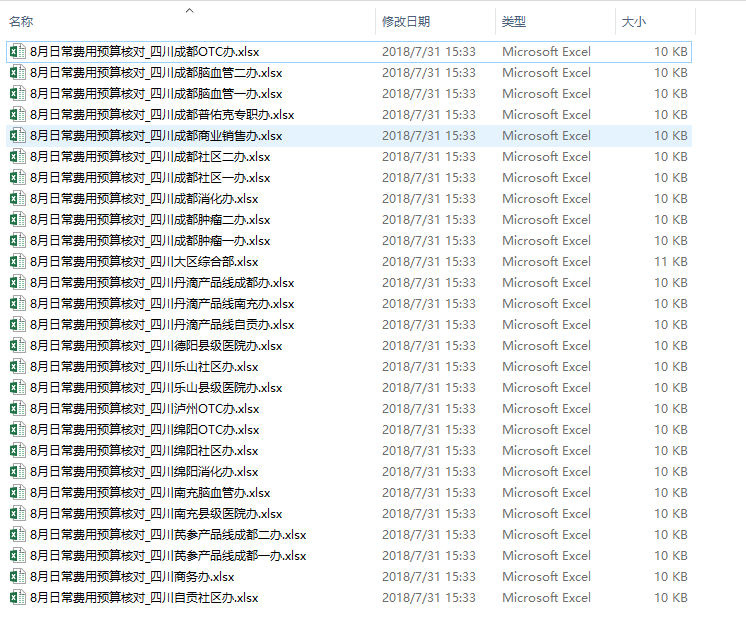 名称 修改日期 类型 大小
8月日常费用预算核对_四川成都OTC办.xlsx 2018/7/31 15:33 Microsoft Excel 10 KB
8月日常费用预算核对_四川成都脑血管二办.xlsx 2018/7/31 15:33 Microsoft Excel 10 KB
8月日常费用预算核对_四川成都脑血管一办.xlsx 2018/7/31 15:33 Microsoft Excel 10 KB
8月日常费用预算核对_四川成都普佑克专职办.xlsx 2018/7/31 15:33 Microsoft Excel 10 KB
8月日常费用预算核对_四川成都商业销售办.xlsx 2018/7/31 15:33 Microsoft Excel 10 KB
8月日常费用预算核对_四川成都社区二办.xlsx 2018/7/31 15:33 Microsoft Excel 10 KB
8月日常费用预算核对_四川成都社区一办.xlsx 2018/7/31 15:33 Microsoft Excel 10 KB
8月日常费用预算核对_四川成都消化办.xlsx 2018/7/31 15:33 Microsoft Excel 10 KB
8月日常费用预算核对_四川成都肿瘤二办.xlsx 2018/7/31 15:33 Microsoft Excel 10 KB
8月日常费用预算核对_四川成都肿瘤一办.xlsx 2018/7/31 15:33 Microsoft Excel 10 KB
8月日常费用预算核对_四川大区综合部.xlsx 2018/7/31 15:33 Microsoft Excel 11 KB
8月日常费用预算核对_四川丹滴产品线成都办.xlsx 2018/7/31 15:33 Microsoft Excel 10 KB
8月日常费用预算核对_四川丹滴产品线南充办.xlsx 2018/7/31 15:33 Microsoft Excel 10 KB
8月日常费用预算核对_四川丹滴产品线自贡办.xlsx 2018/7/31 15:33 Microsoft Excel 10 KB
8月日常费用预算核对_四川德阳县级医院办.xlsx 2018/7/31 15:33 Microsoft Excel 10 KB
8月日常费用预算核对_四川乐山社区办.xlsx 2018/7/31 15:33 Microsoft Excel 10 KB
8月日常费用预算核对_四川乐山县级医院办.xlsx 2018/7/31 15:33 Microsoft Excel 10 KB
8月日常费用预算核对_四川泸州OTC办.xlsx 2018/7/31 15:33 Microsoft Excel 10 KB
8月日常费用预算核对_四川绵阳OTC办.xlsx 2018/7/31 15:33 Microsoft Excel 10 KB
8月日常费用预算核对_四川绵阳社区办.xlsx 2018/7/31 15:33 Microsoft Excel 10 KB
8月日常费用预算核对_四川绵阳消化办.xlsx 2018/7/31 15:33 Microsoft Excel 10 KB
8月日常费用预算核对_四川南充脑血管办.xlsx 2018/7/31 15:33 Microsoft Excel 10 KB
8月日常费用预算核对_四川南充县级医院办.xlsx 2018/7/31 15:33 Microsoft Excel 10 KB
8月日常费用预算核对_四川芪参产品线成都二办.xlsx 2018/7/31 15:33 Microsoft Excel 10 KB
8月日常费用预算核对_四川芪参产品线成都一办.xlsx 2018/7/31 15:33 Microsoft Excel 10 KB
8月日常费用预算核对_四川商务办.xlsx 2018/7/31 15:33 Microsoft Excel 10 KB
8月日常费用预算核对_四川自贡社区办.xlsx 2018/7/31 15:33 Microsoft Excel 10 KB